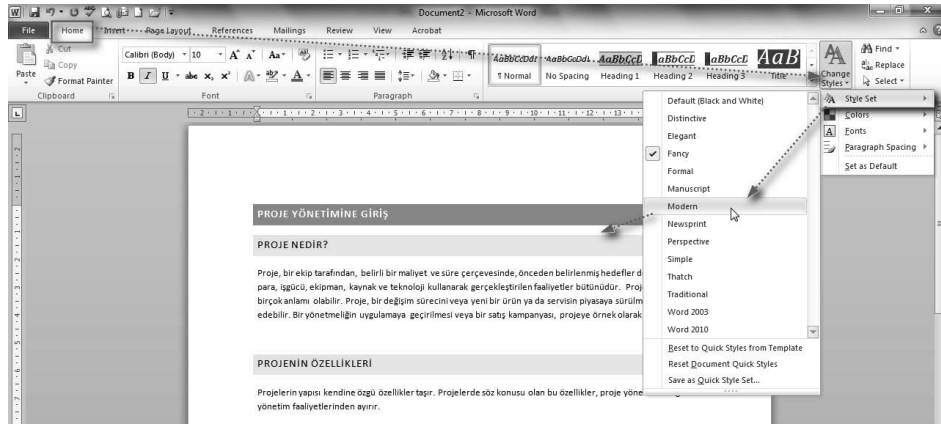 Document2 - Microsoft Word
File Home Insert Page Layout References Mailings Review View Acrobat
Paste
Cut
Copy
Format Painter
Clipboard
Calibri (Body) 10
Font
Paragraph
AaBbCcDdI AaBbCcDdI AaBbCcD AaBbCcD AaBbCcD AaB
¶ Normal No Spacing Heading 1 Heading 2 Heading 3 Title
Change Styles
Find
Replace
Select
Style Set
Colors
Fonts
Paragraph Spacing
Set as Default
Default (Black and White)
Distinctive
Elegant
Fancy
Formal
Manuscript
Modern
Newsprint
Perspective
Simple
Thatch
Traditional
Word 2003
Word 2010
Reset to Quick Styles from Template
Reset Document Quick Styles
Save as Quick Style Set...
PROJE YÖNETİMİNE GİRİŞ
PROJE NEDİR?
Proje, bir ekip tarafından, belirli bir maliyet ve süre çerçevesinde, önceden belirlenmiş hedefler d
para, işgücü, ekipman, kaynak ve teknoloji kullanarak gerçekleştirilen faaliyetler bütünüdür. Proj
birçok anlamı olabilir. Proje, bir değişim sürecini veya yeni bir ürün ya da servisin piyasaya sürülm
edebilir. Bir yönetmeliğin uygulamaya geçirilmesi veya bir satış kampanyası, projeye örnek olarak
PROJENİN ÖZELLİKLERİ
Projelerin yapısı kendine özgü özellikler taşır. Projelerde söz konusu olan bu özellikler, proje yöne
yönetim faaliyetlerinden ayırır.